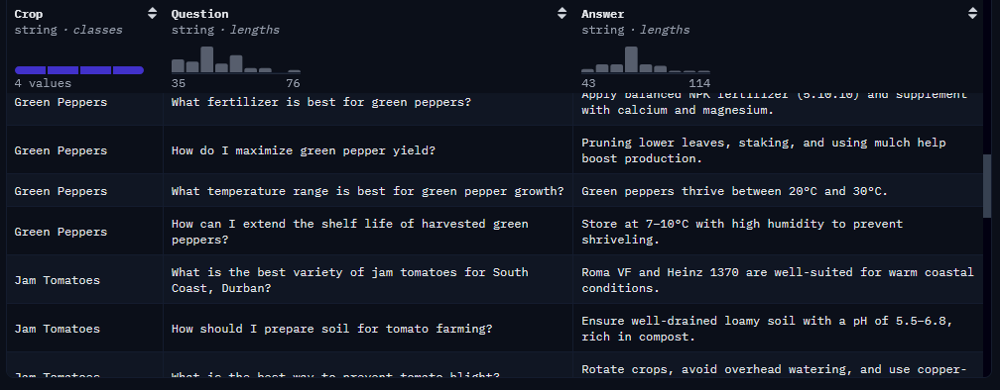 Crop
Question
Answer
string · classes
string · lengths
string · lengths
4 values
35
76
43
114
Green Peppers
What fertilizer is best for green peppers?
Apply balanced NPK fertilizer (5:10:10) and supplement
with calcium and magnesium.
Green Peppers
How do I maximize green pepper yield?
Pruning lower leaves, staking, and using mulch help
boost production.
Green Peppers
What temperature range is best for green pepper growth?
Green peppers thrive between 20°C and 30°C.
Green Peppers
How can I extend the shelf life of harvested green
peppers?
Store at 7–10°C with high humidity to prevent
shriveling.
Jam Tomatoes
What is the best variety of jam tomatoes for South
Coast, Durban?
Roma VF and Heinz 1370 are well-suited for warm coastal
conditions.
Jam Tomatoes
How should I prepare soil for tomato farming?
Ensure well-drained loamy soil with a pH of 5.5–6.8,
rich in compost.
Jam Tomatoes
What is the best way to prevent tomato blight?
Rotate crops, avoid overhead watering, and use copper-